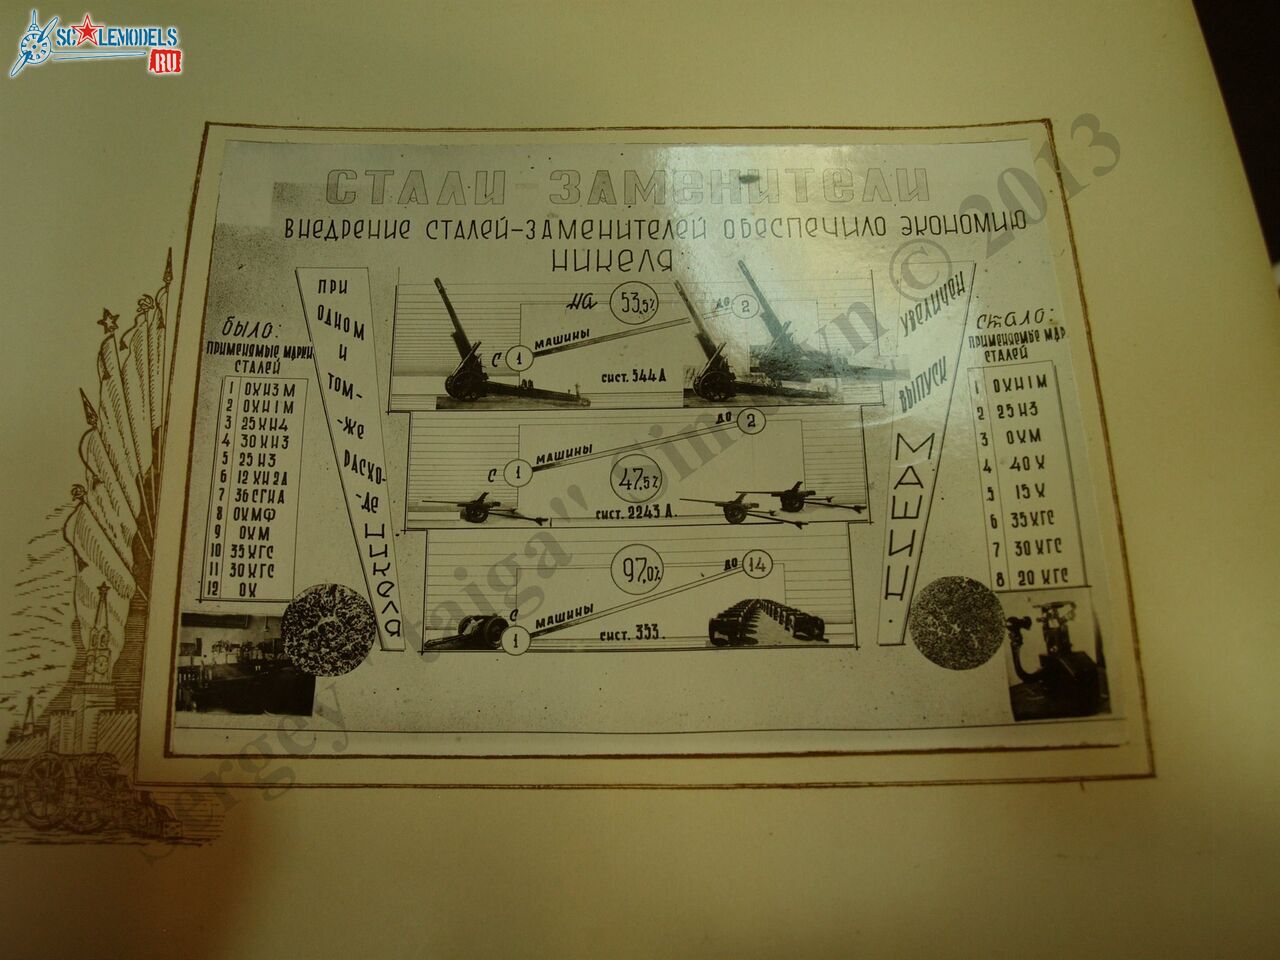 SCALEMODELS
RU
СТАЛИ-ЗАМЕНИТЕЛИ
ВНЕДРЕНИЕ СТАЛЕЙ-ЗАМЕНИТЕЛЕЙ ОБЕСПЕЧИЛО ЭКОНОМИЮ
НИКЕЛЯ
БЫЛО:
ПРИМЕНЯЕМЫЕ МАРКИ
СТАЛЕЙ
1 ОХН3М
2 ОХН1М
3 25ХН4
4 30ХН3
5 25Н3
6 12ХН2А
7 36СГНА
8 ОХМФ
9 ОХМ
10 35ХГС
11 30ХГС
12 ОХ
ПРИ
ОДНОМ
И
ТОМ-
-ЖЕ
РАСХО-
-ДЕ
НИКЕЛЯ
НА 53,5%
С 1 МАШИНЫ ДО 2
СИСТ. 544А
С 1 МАШИНЫ ДО 2
47,5%
СИСТ. 2243 А.
97,0%
С 1 МАШИНЫ ДО 14
СИСТ. 353.
УВЕЛИЧЕН
ВЫПУСК
МАШИН
СТАЛО:
ПРИМЕНЯЕМЫЕ МАР.
СТАЛЕЙ
1 ОХН1М
2 25Н3
3 ОХМ
4 40Х
5 15Х
6 35ХГС
7 30ХГС
8 20ХГС
Sergey "taiga" Sinitsyn © 2013